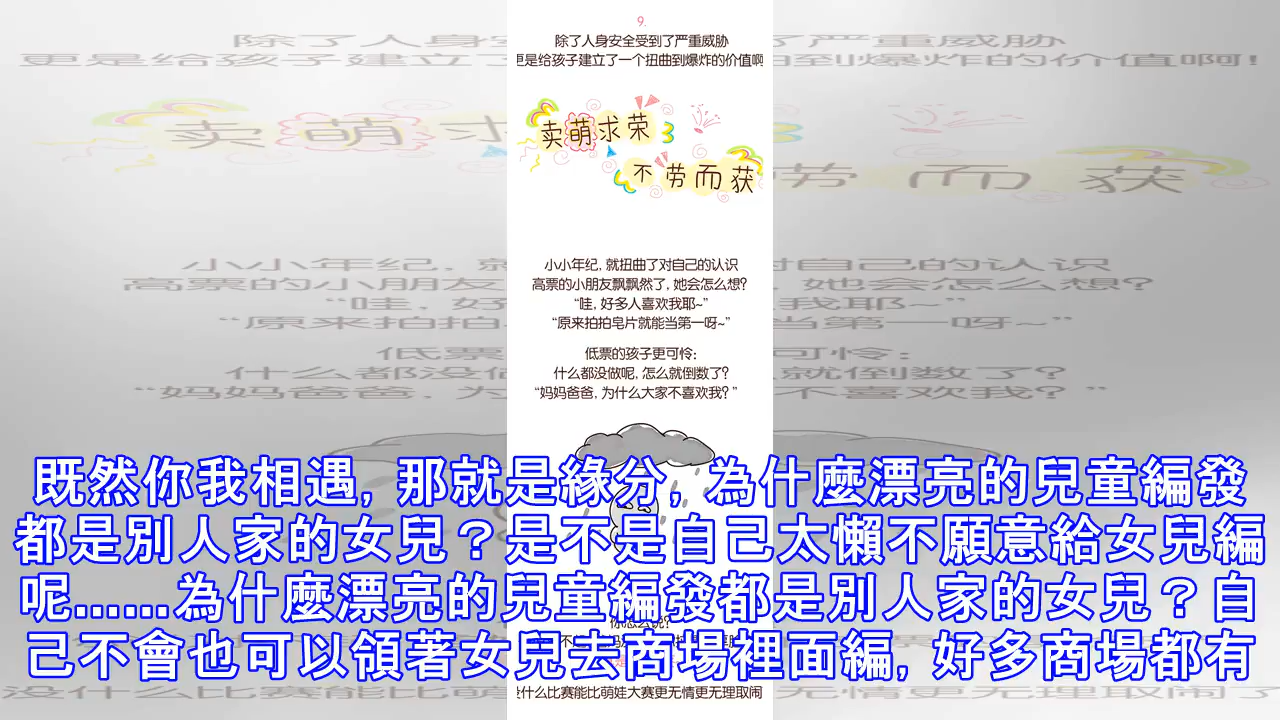 9.
除了人身安全受到了严重威胁
更是给孩子建立了一个扭曲到爆炸的价值啊
卖萌求荣
不劳而获
小小年纪，就扭曲了对自己的认识
高票的小朋友飘飘然了，她会怎么想？
“哇，好多人喜欢我耶~”
“原来拍拍皂片就能当第一呀~”
低票的孩子更可怜：
什么都没做呢，怎么就倒数了？
“妈妈爸爸，为什么大家不喜欢我？”
既然你我相遇，那就是緣分，為什麼漂亮的兒童編發
都是別人家的女兒？是不是自己太懶不願意給女兒編
呢......為什麼漂亮的兒童編發都是別人家的女兒？自
己不會也可以領著女兒去商場裡面編，好多商場都有
没什么比赛能比萌娃大赛更无情更无理取闹